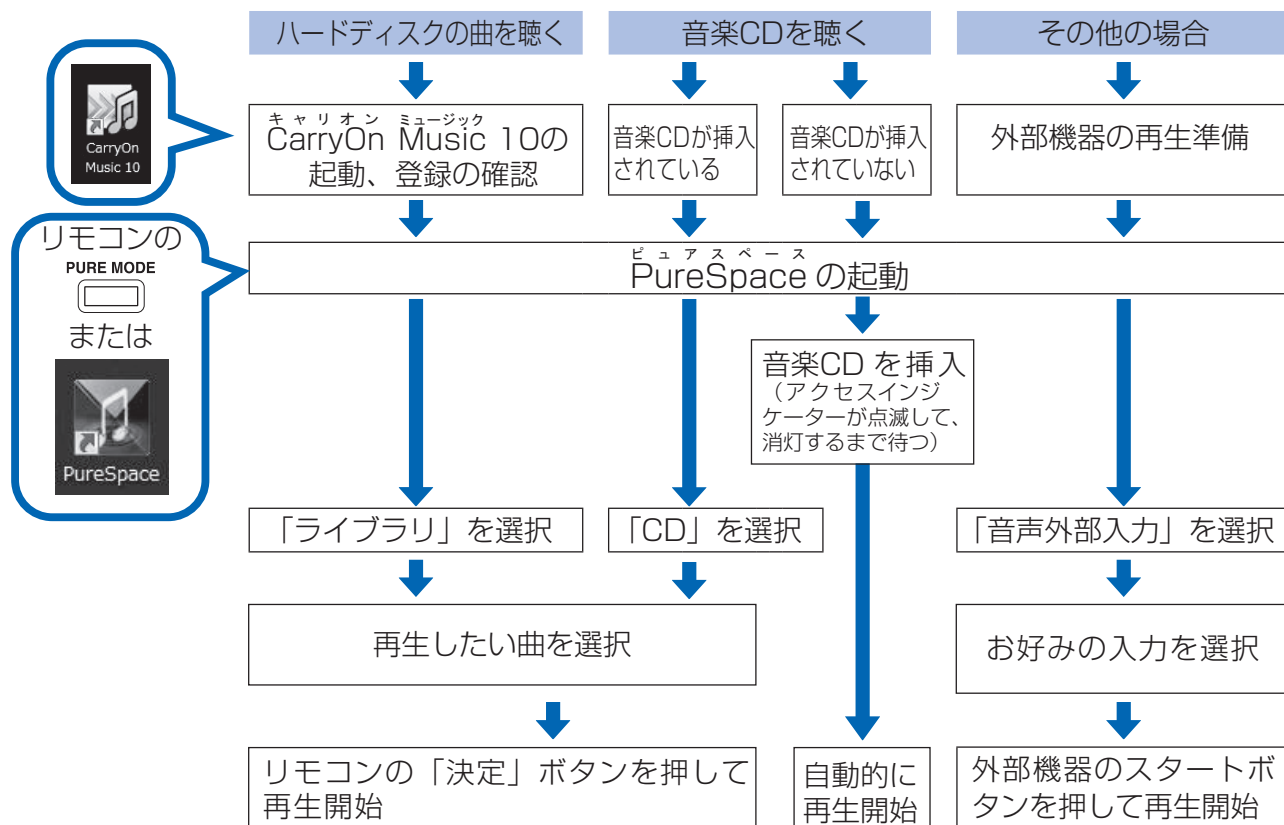 ハードディスクの曲を聴く
音楽CDを聴く
その他の場合
CarryOn
Music 10
キャリオン ミュージック
CarryOn Music 10の
起動、登録の確認
音楽CDが挿入
されている
音楽CDが挿入
されていない
外部機器の再生準備
リモコンの
PURE MODE
または
PureSpace
ピュアスペース
PureSpace の起動
音楽CD を挿入
(アクセスインジ
ケーターが点滅して、
消灯するまで待つ)
「ライブラリ」を選択
「CD」を選択
「音声外部入力」を選択
再生したい曲を選択
お好みの入力を選択
リモコンの「決定」ボタンを押して
再生開始
自動的に
再生開始
外部機器のスタートボ
タンを押して再生開始